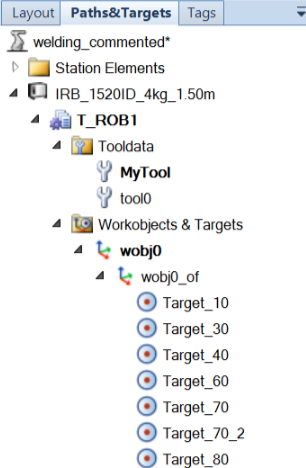 Layout Paths&Targets Tags
welding_commented*
Station Elements
IRB_1520ID_4kg_1.50m
T_ROB1
Tooldata
MyTool
tool0
Workobjects & Targets
wobj0
wobj0_of
Target_10
Target_30
Target_40
Target_60
Target_70
Target_70_2
Target_80